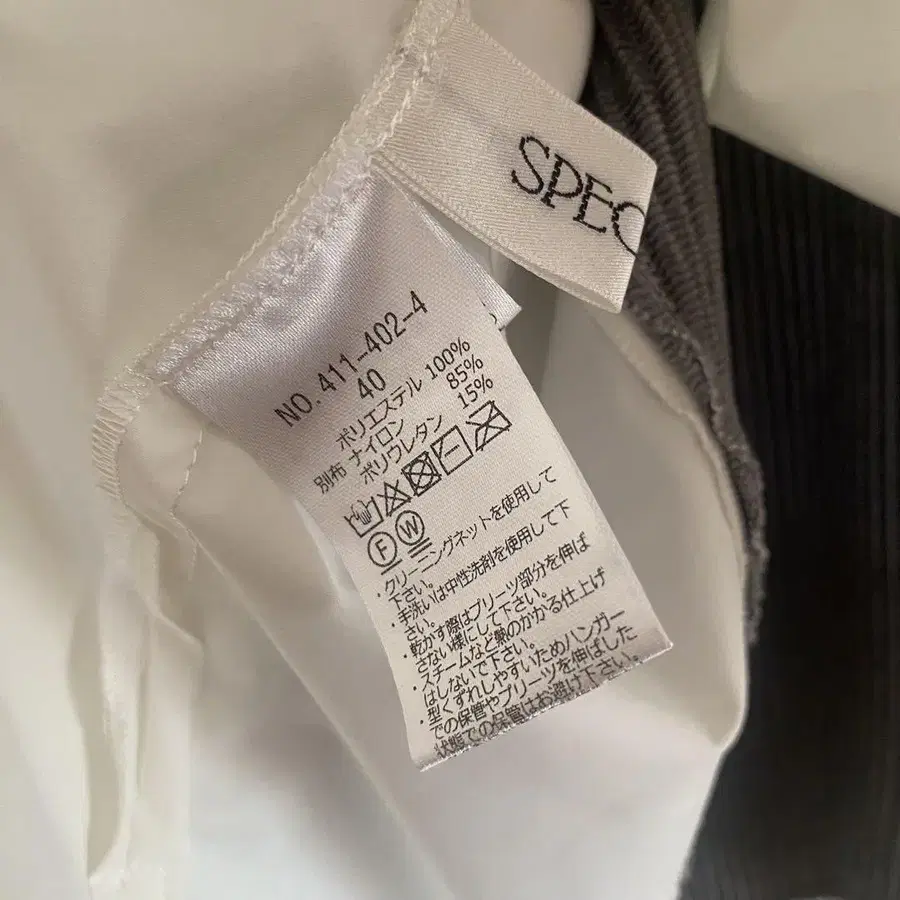 SPEC
NO. 411-402-4
40
ポリエステル 100%
別布 ナイロン 85%
ポリウレタン 15%
F W
・クリーニングネットを使用して
下さい。
・手洗いは中性洗剤を使用して下
さい。
・乾かす際はプリーツ部分を伸ば
さない様にして下さい。
・スチームなど熱のかかる仕上げ
はしないで下さい。
・型くずれしやすいためハンガー
での保管やプリーツを伸ばした
状態での保管はお避け下さい。